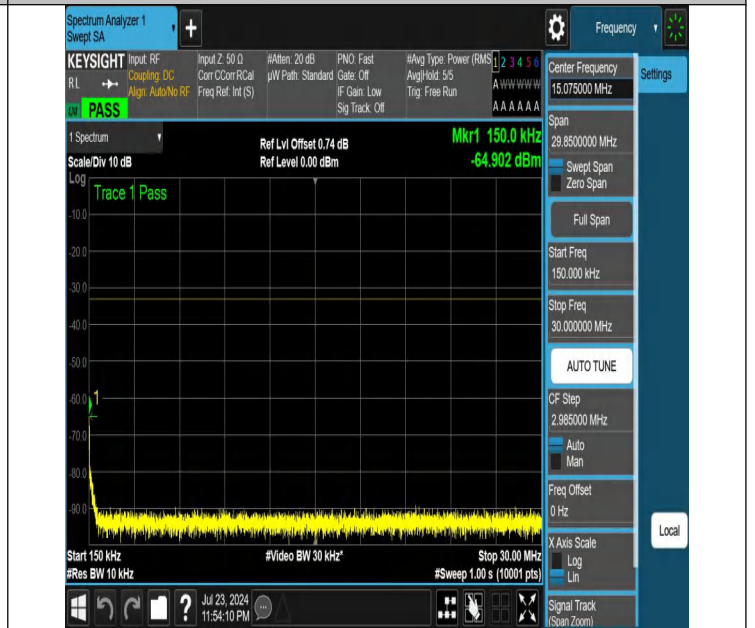 Spectrum Analyzer 1
Swept SA
+
Frequency
KEYSIGHT
RL
PASS
Input: RF
Coupling: DC
Align: Auto/No RF
Input Z: 50 Ω
Corr CCorr RCal
Freq Ref: Int (S)
#Atten: 20 dB
µW Path: Standard
PNO: Fast
Gate: Off
IF Gain: Low
Sig Track: Off
#Avg Type: Power (RMS
Avg|Hold: 5/5
Trig: Free Run
1 2 3 4 5 6
A W W W W W
A A A A A A
1 Spectrum
Scale/Div 10 dB
Ref Lvl Offset 0.74 dB
Ref Level 0.00 dBm
Mkr1 150.0 kHz
-64.902 dBm
Log
Trace 1 Pass
-10.0
-20.0
-30.0
-40.0
-50.0
-60.0
1
-70.0
-80.0
-90.0
Start 150 kHz
#Res BW 10 kHz
#Video BW 30 kHz*
Stop 30.00 MHz
#Sweep 1.00 s (10001 pts)
?
Jul 23, 2024
11:54:10 PM
Center Frequency
15.075000 MHz
Settings
Span
29.8500000 MHz
Swept Span
Zero Span
Full Span
Start Freq
150.000 kHz
Stop Freq
30.000000 MHz
AUTO TUNE
CF Step
2.985000 MHz
Auto
Man
Freq Offset
0 Hz
Local
X Axis Scale
Log
Lin
Signal Track
(Span Zoom)